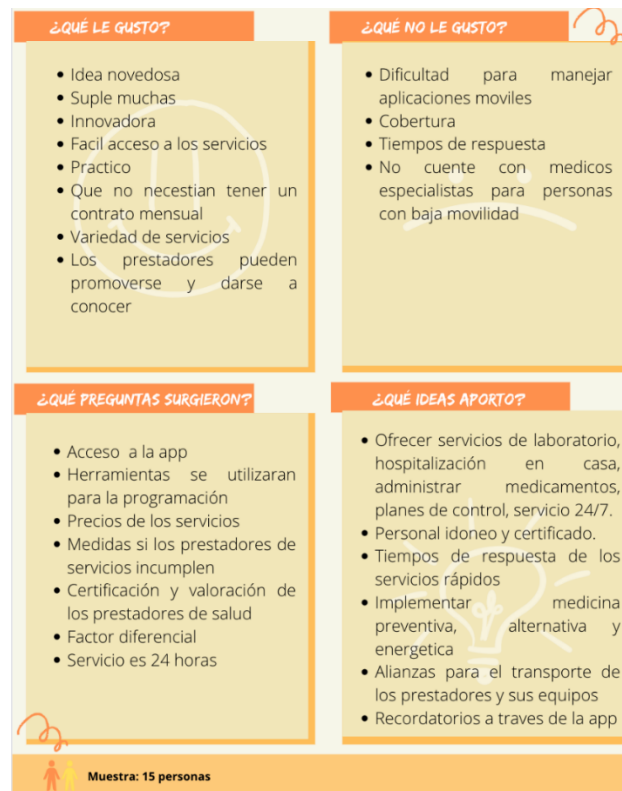 ¿QUÉ LE GUSTO?
• Idea novedosa
• Suple muchas
• Innovadora
• Facil acceso a los servicios
• Practico
• Que no necestian tener un
contrato mensual
• Variedad de servicios
• Los prestadores pueden
promoverse y darse a
conocer
¿QUÉ NO LE GUSTO?
• Dificultad para manejar
aplicaciones moviles
• Cobertura
• Tiempos de respuesta
• No cuente con medicos
especialistas para personas
con baja movilidad
¿QUÉ PREGUNTAS SURGIERON?
• Acceso a la app
• Herramientas se utilizaran
para la programación
• Precios de los servicios
• Medidas si los prestadores de
servicios incumplen
• Certificación y valoración de
los prestadores de salud
• Factor diferencial
• Servicio es 24 horas
¿QUÉ IDEAS APORTO?
• Ofrecer servicios de laboratorio,
hospitalización en casa,
administrar medicamentos,
planes de control, servicio 24/7.
• Personal idoneo y certificado.
• Tiempos de respuesta de los
servicios rápidos
• Implementar medicina
preventiva, alternativa y
energetica
• Alianzas para el transporte de
los prestadores y sus equipos
• Recordatorios a traves de la app
Muestra: 15 personas